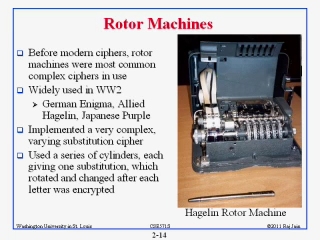 Rotor Machines
Before modern ciphers, rotor
machines were most common
complex ciphers in use
Widely used in WW2
German Enigma, Allied
Hagelin, Japanese Purple
Implemented a very complex,
varying substitution cipher
Used a series of cylinders, each
giving one substitution, which
rotated and changed after each
letter was encrypted
Hagelin Rotor Machine
Washington University in St. Louis
CSE571S
©2011 Raj Jain
2-14